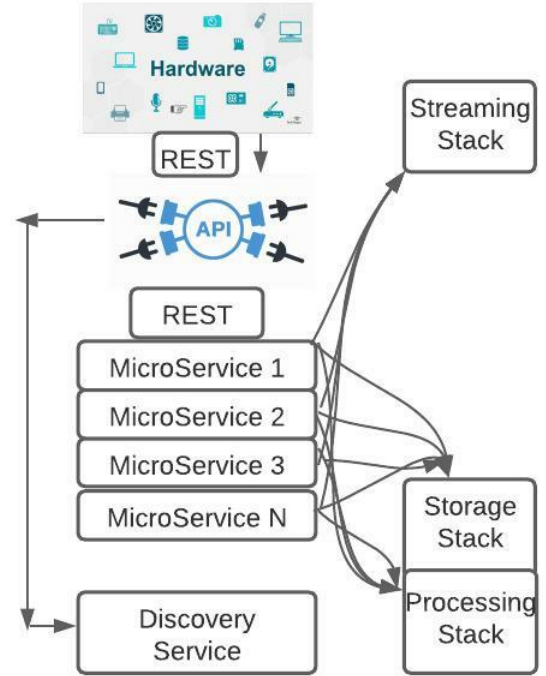 Hardware
REST
API
REST
MicroService 1
MicroService 2
MicroService 3
MicroService N
Discovery
Service
Streaming
Stack
Storage
Stack
Processing
Stack